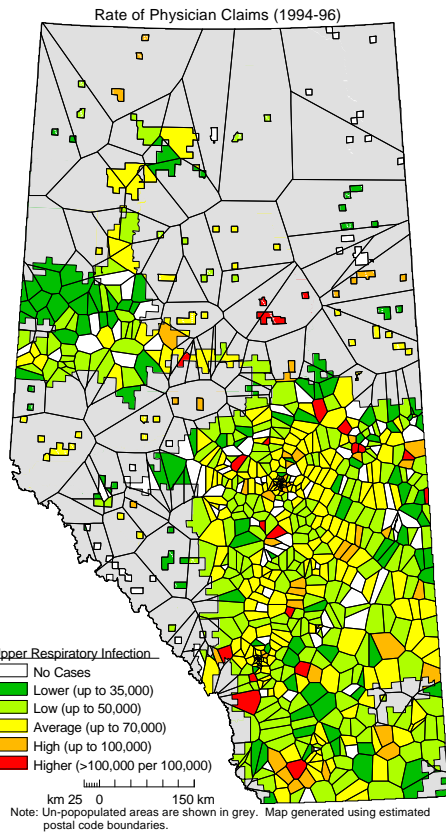 Rate of Physician Claims (1994-96)
pper Respiratory Infection
No Cases
Lower (up to 35,000)
Low (up to 50,000)
Average (up to 70,000)
High (up to 100,000)
Higher (>100,000 per 100,000)
km 25 0 150 km
Note: Un-popopulated areas are shown in grey. Map generated using estimated
postal code boundaries.